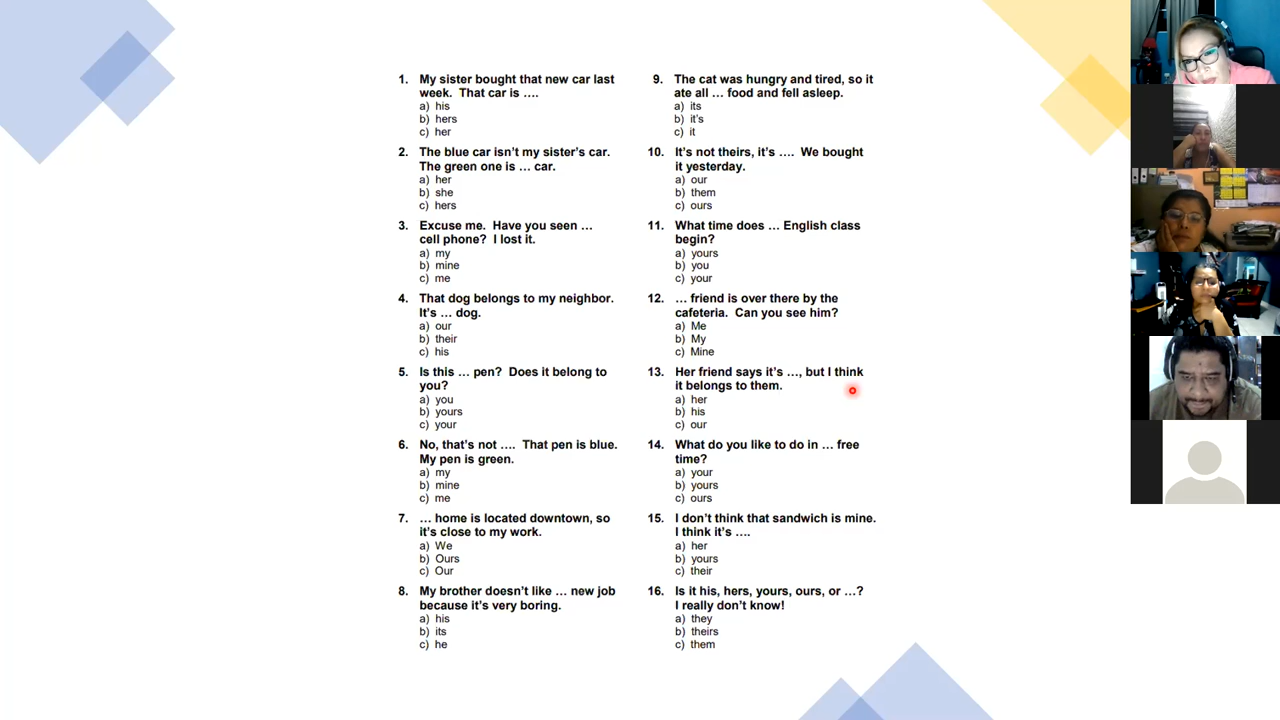 1. My sister bought that new car last
week. That car is ….
a) his
b) hers
c) her
2. The blue car isn't my sister's car.
The green one is … car.
a) her
b) she
c) hers
3. Excuse me. Have you seen …
cell phone? I lost it.
a) my
b) mine
c) me
4. That dog belongs to my neighbor.
It's … dog.
a) our
b) their
c) his
5. Is this … pen? Does it belong to
you?
a) you
b) yours
c) your
6. No, that's not …. That pen is blue.
My pen is green.
a) my
b) mine
c) me
7. … home is located downtown, so
it's close to my work.
a) We
b) Ours
c) Our
8. My brother doesn't like … new job
because it's very boring.
a) his
b) its
c) he
9. The cat was hungry and tired, so it
ate all … food and fell asleep.
a) its
b) it's
c) it
10. It's not theirs, it's …. We bought
it yesterday.
a) our
b) them
c) ours
11. What time does … English class
begin?
a) yours
b) you
c) your
12. … friend is over there by the
cafeteria. Can you see him?
a) Me
b) My
c) Mine
13. Her friend says it's …, but I think
it belongs to them.
a) her
b) his
c) our
14. What do you like to do in … free
time?
a) your
b) yours
c) ours
15. I don't think that sandwich is mine.
I think it's ….
a) her
b) yours
c) their
16. Is it his, hers, yours, ours, or …?
I really don't know!
a) they
b) theirs
c) them